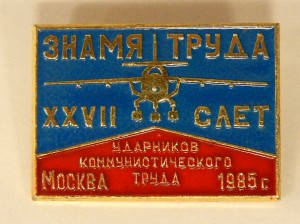 ЗНАМЯ ТРУДА
XXVII СЛЕТ
УДАРНИКОВ
КОММУНИСТИЧЕСКОГО
ТРУДА
МОСКВА 1985 г.